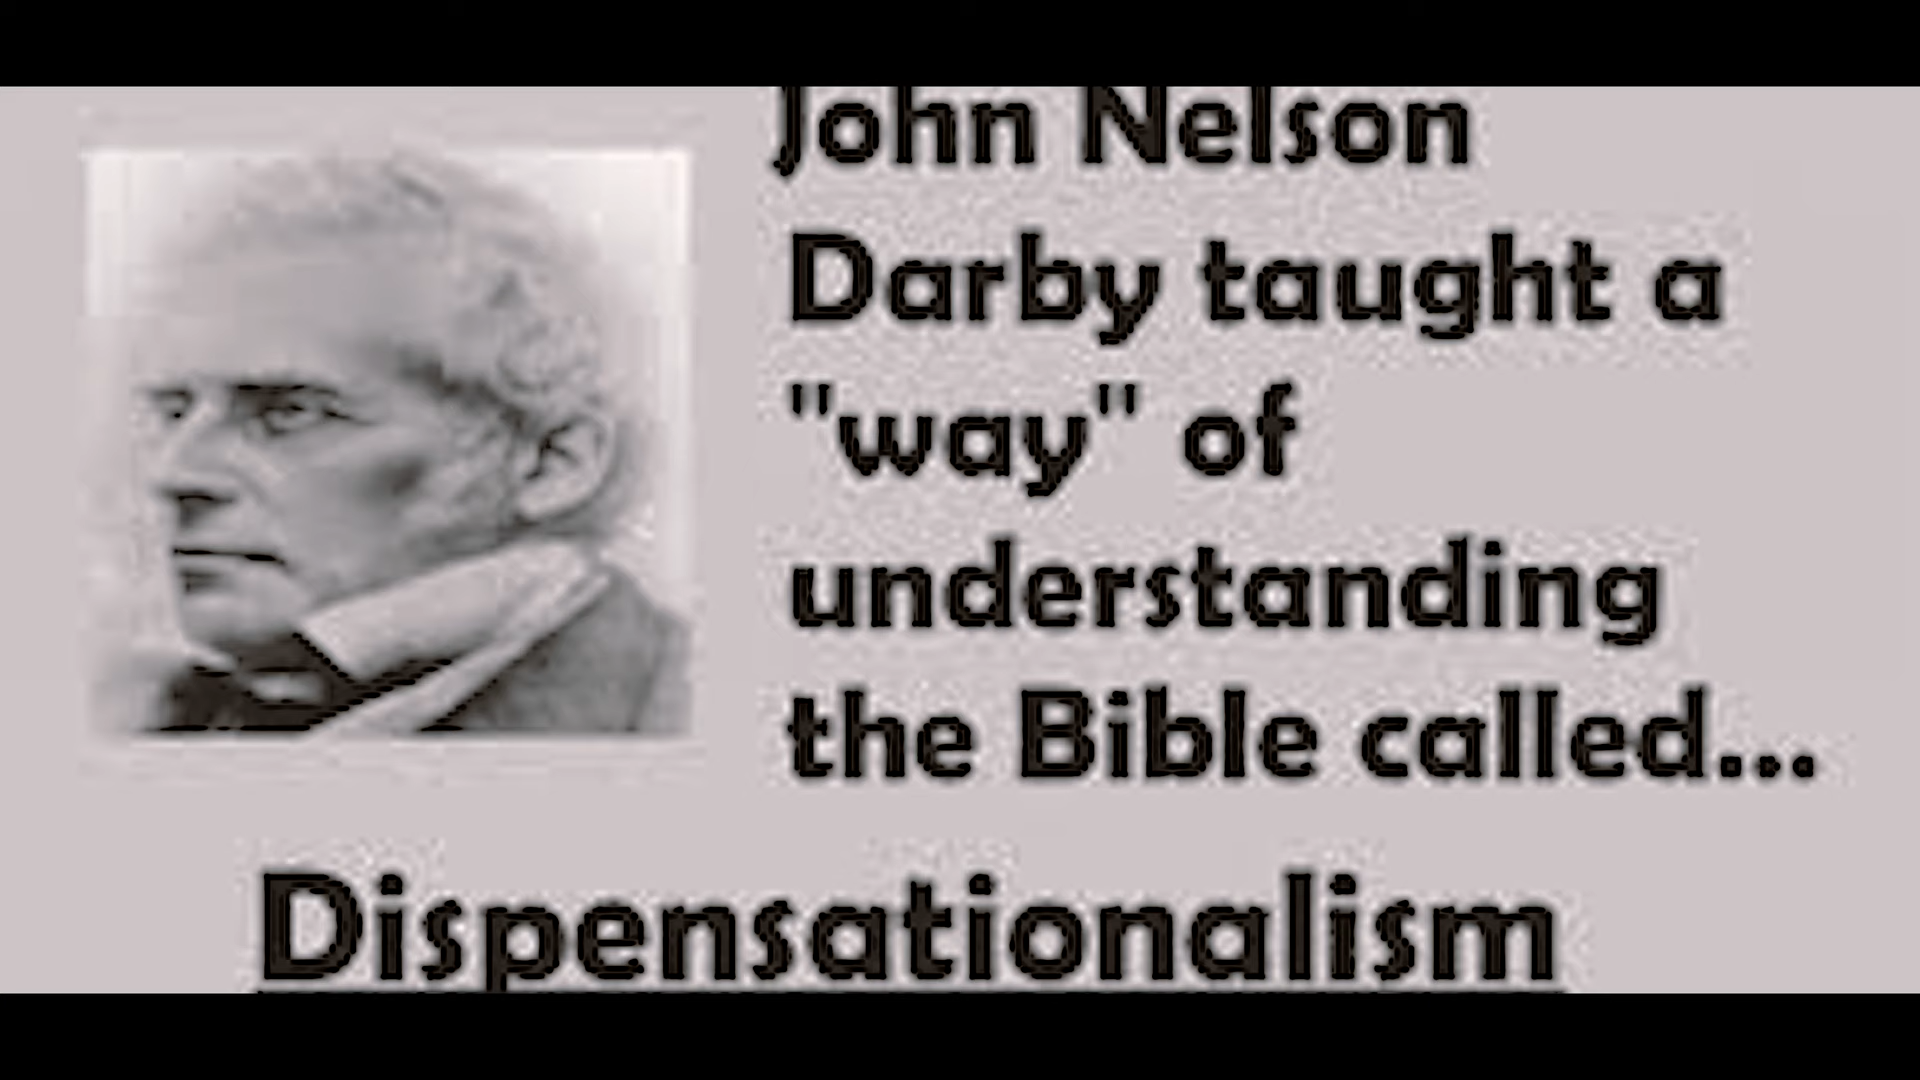 John Nelson
Darby taught a
"way" of
understanding
the Bible called...
Dispensationalism